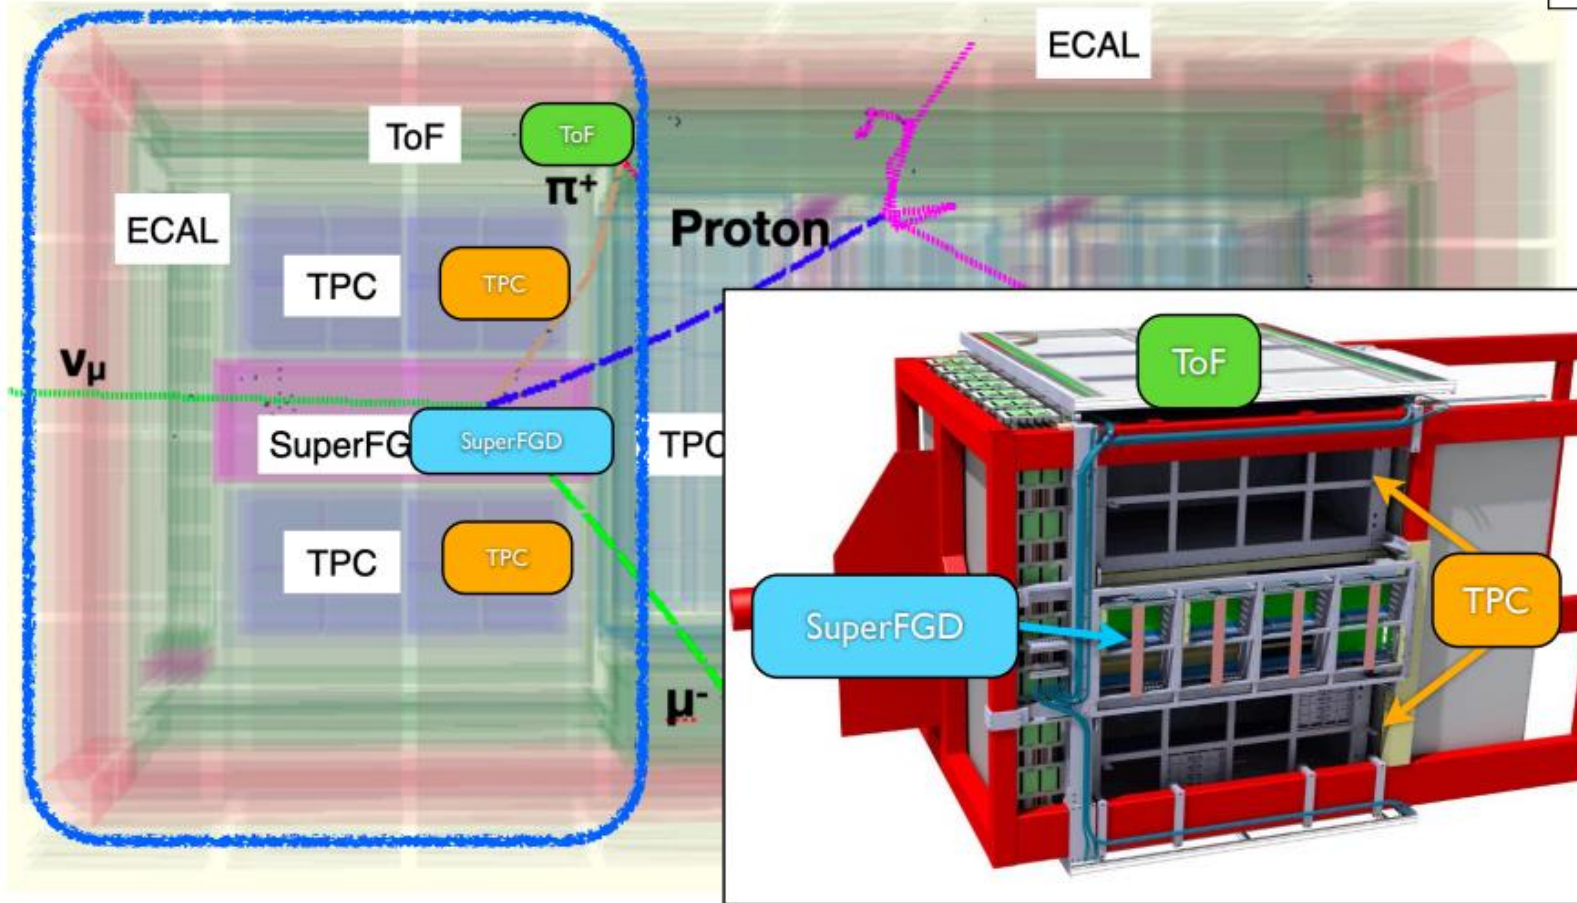 ECAL
ToF
ToF
π+
ECAL
Proton
TPC
TPC
νμ
SuperFG
SuperFGD
TPC
TPC
TPC
μ-
ToF
SuperFGD
TPC